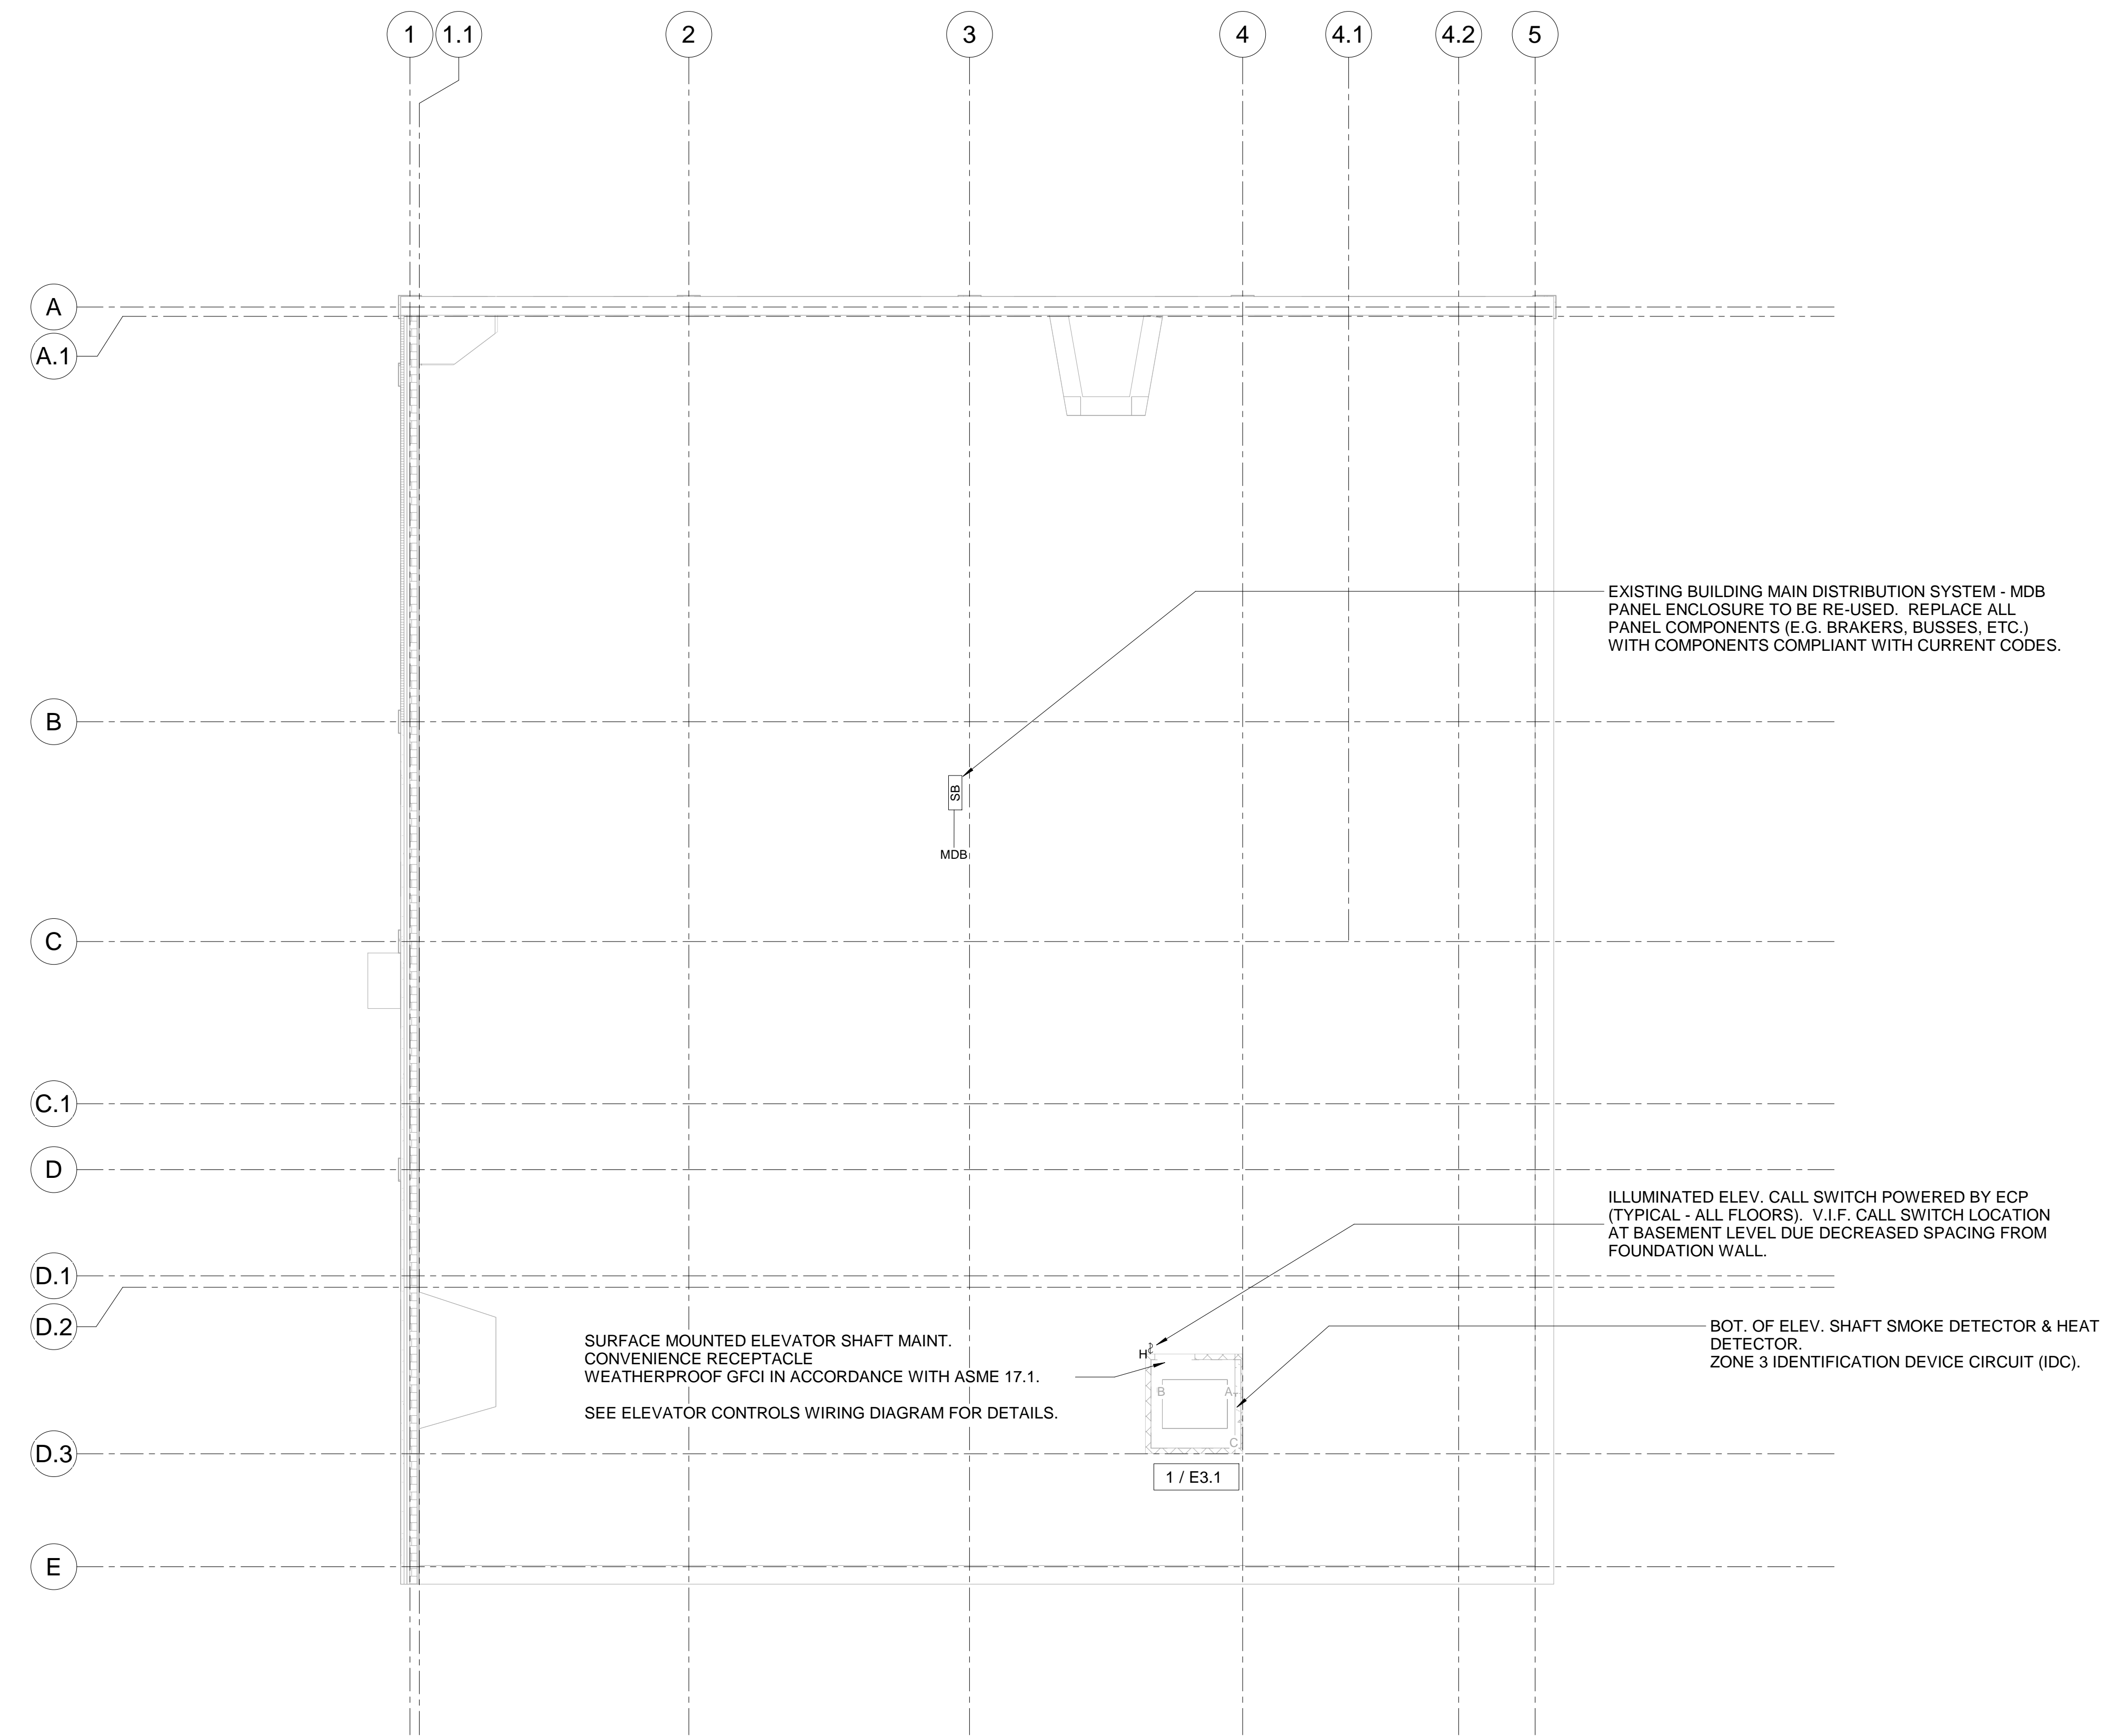 1 1.1 2 3 4 4.1 4.2 5
A
A.1
EXISTING BUILDING MAIN DISTRIBUTION SYSTEM - MDB
PANEL ENCLOSURE TO BE RE-USED. REPLACE ALL
PANEL COMPONENTS (E.G. BRAKERS, BUSSES, ETC.)
WITH COMPONENTS COMPLIANT WITH CURRENT CODES.
B
SB
MDB
C
C.1
D
ILLUMINATED ELEV. CALL SWITCH POWERED BY ECP
(TYPICAL - ALL FLOORS). V.I.F. CALL SWITCH LOCATION
AT BASEMENT LEVEL DUE DECREASED SPACING FROM
FOUNDATION WALL.
D.1
D.2
BOT. OF ELEV. SHAFT SMOKE DETECTOR & HEAT
DETECTOR.
ZONE 3 IDENTIFICATION DEVICE CIRCUIT (IDC).
SURFACE MOUNTED ELEVATOR SHAFT MAINT.
CONVENIENCE RECEPTACLE
WEATHERPROOF GFCI IN ACCORDANCE WITH ASME 17.1.
SEE ELEVATOR CONTROLS WIRING DIAGRAM FOR DETAILS.
H
B A
C
D.3
1 / E3.1
E